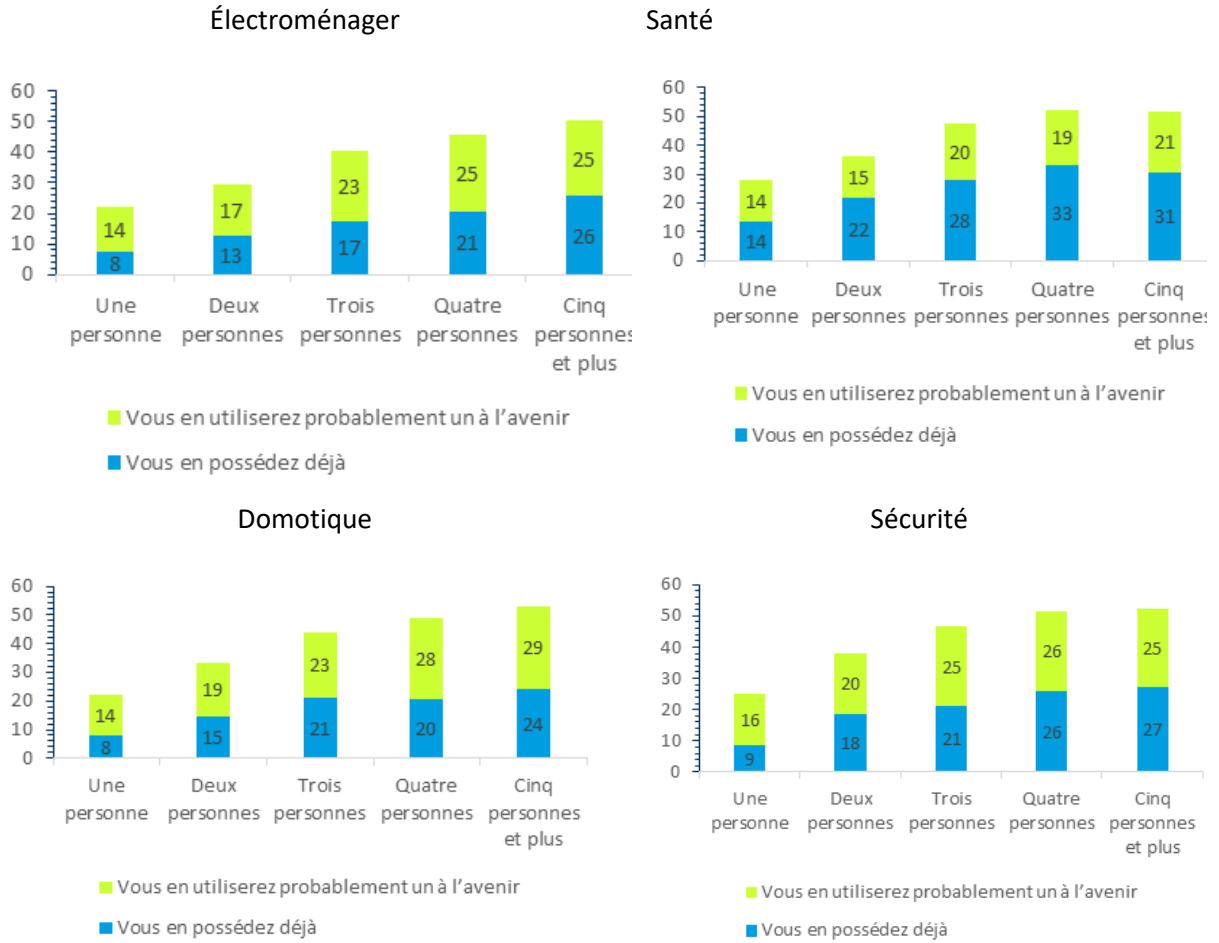 Électroménager
60
50
40
30
20
10
0
14
8
17
13
23
17
25
21
25
26
Une personne
Deux personnes
Trois personnes
Quatre personnes
Cinq personnes et plus
Vous en utiliserez probablement un à l’avenir
Vous en possédez déjà
Santé
60
50
40
30
20
10
0
14
14
15
22
20
28
19
33
21
31
Une personne
Deux personnes
Trois personnes
Quatre personnes
Cinq personnes et plus
Vous en utiliserez probablement un à l’avenir
Vous en possédez déjà
Domotique
60
50
40
30
20
10
0
14
8
19
15
23
21
28
20
29
24
Une personne
Deux personnes
Trois personnes
Quatre personnes
Cinq personnes et plus
Vous en utiliserez probablement un à l’avenir
Vous en possédez déjà
Sécurité
60
50
40
30
20
10
0
16
9
20
18
25
21
26
26
25
27
Une personne
Deux personnes
Trois personnes
Quatre personnes
Cinq personnes et plus
Vous en utiliserez probablement un à l’avenir
Vous en possédez déjà